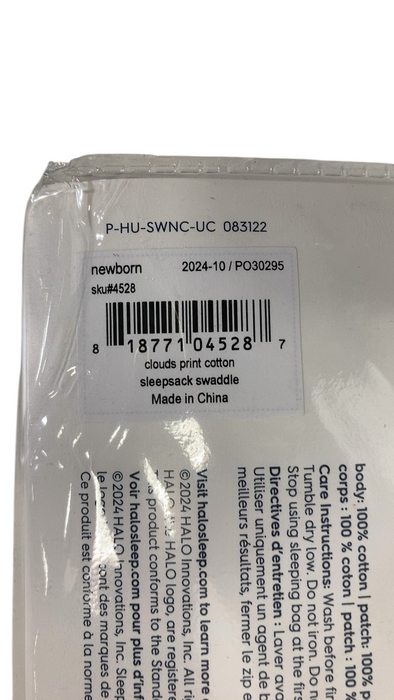 P-HU-SWNC-UC 083122
newborn 2024-10 / PO30295
sku#4528
8 18771 04528 7
clouds print cotton
sleepsack swaddle
Made in China
body: 100% cotton | patch: 100%
corps : 100 % coton | patch : 100 %
Care Instructions: Wash before fir
Tumble dry low. Do not iron. Do
Stop using sleeping bag at the firs
Directives d'entretien : Laver ava
Utiliser uniquement un agent de b
meilleurs résultats, fermer le zip e
Visit halosleep.com to learn more
©2024 HALO Innovations, Inc. All ri
HALO HALO logo, are registere
product conforms to the Standa
Voir halosleep.com pour plus d'inf
©2024 HALO Innovations, Inc. Sleep
le sont des marques de
Ce produit est conforme à la norme